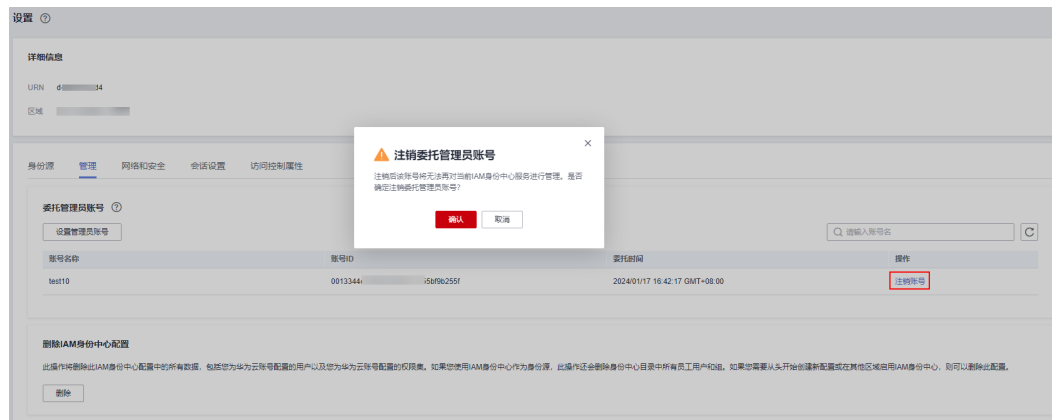 设置
详细信息
URN d 14
区域
注销委托管理员账号
注销后该账号将无法再对当前IAM身份中心服务进行管理。是否
确定注销委托管理员账号?
确认 取消
身份源 管理 网络和安全 会话设置 访问控制属性
委托管理员账号
设置管理员账号 请输入账号名
账号名称 账号ID 委托时间 操作
test10 0013344 5bf9b255f 2024/01/17 16:42:17 GMT+08:00 注销账号
删除IAM身份中心配置
此操作将删除此IAM身份中心配置中的所有数据，包括您为华为云账号配置的用户以及您为华为云账号配置的权限集。如果您使用IAM身份中心作为身份源，此操作还会删除身份中心目录中所有员工用户和组。如果您需要从头开始创建新配置或在其他区域启用IAM身份中心，则可以删除此配置。
删除